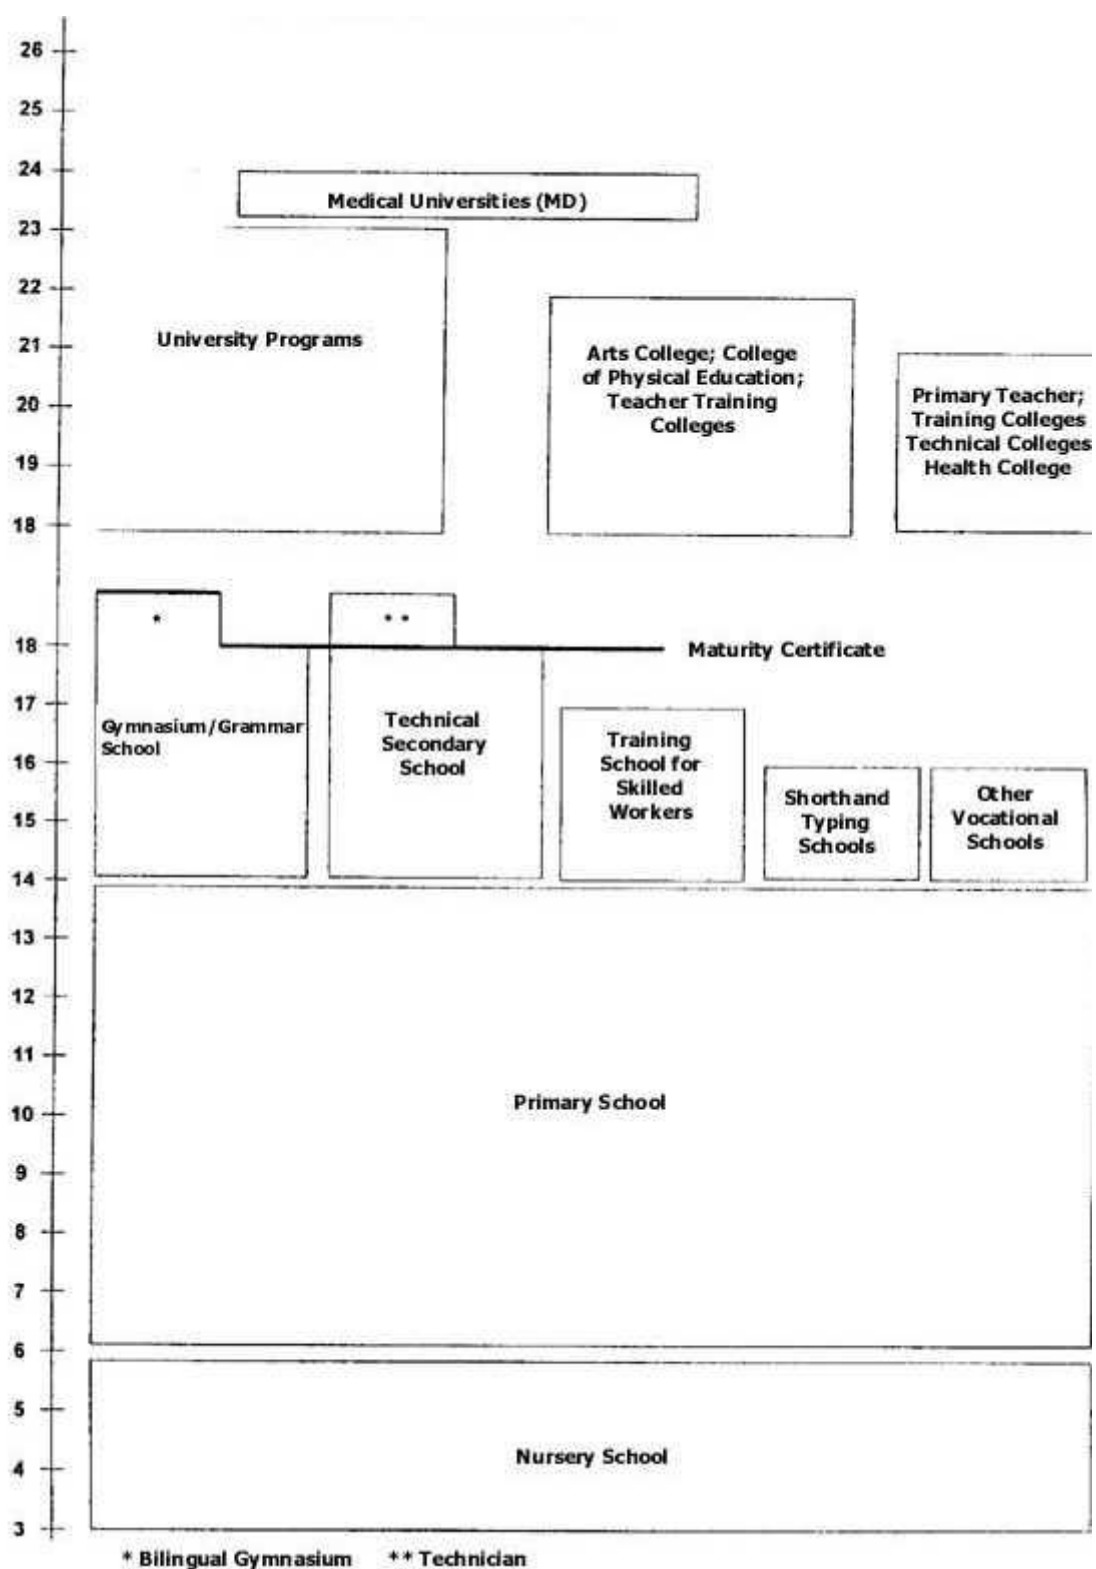 26
25
24
Medical Universities (MD)
23
22
University Programs
21
Arts College; College
of Physical Education;
Teacher Training
Colleges
Primary Teacher;
Training Colleges
Technical Colleges
Health College
20
19
18
*
**
18
Maturity Certificate
17
Gymnasium/Grammar
School
Technical
Secondary
School
Training
School for
Skilled
Workers
16
Shorthand
Typing
Schools
Other
Vocational
Schools
15
14
13
12
11
Primary School
10
9
8
7
6
5
Nursery School
4
3
* Bilingual Gymnasium ** Technician